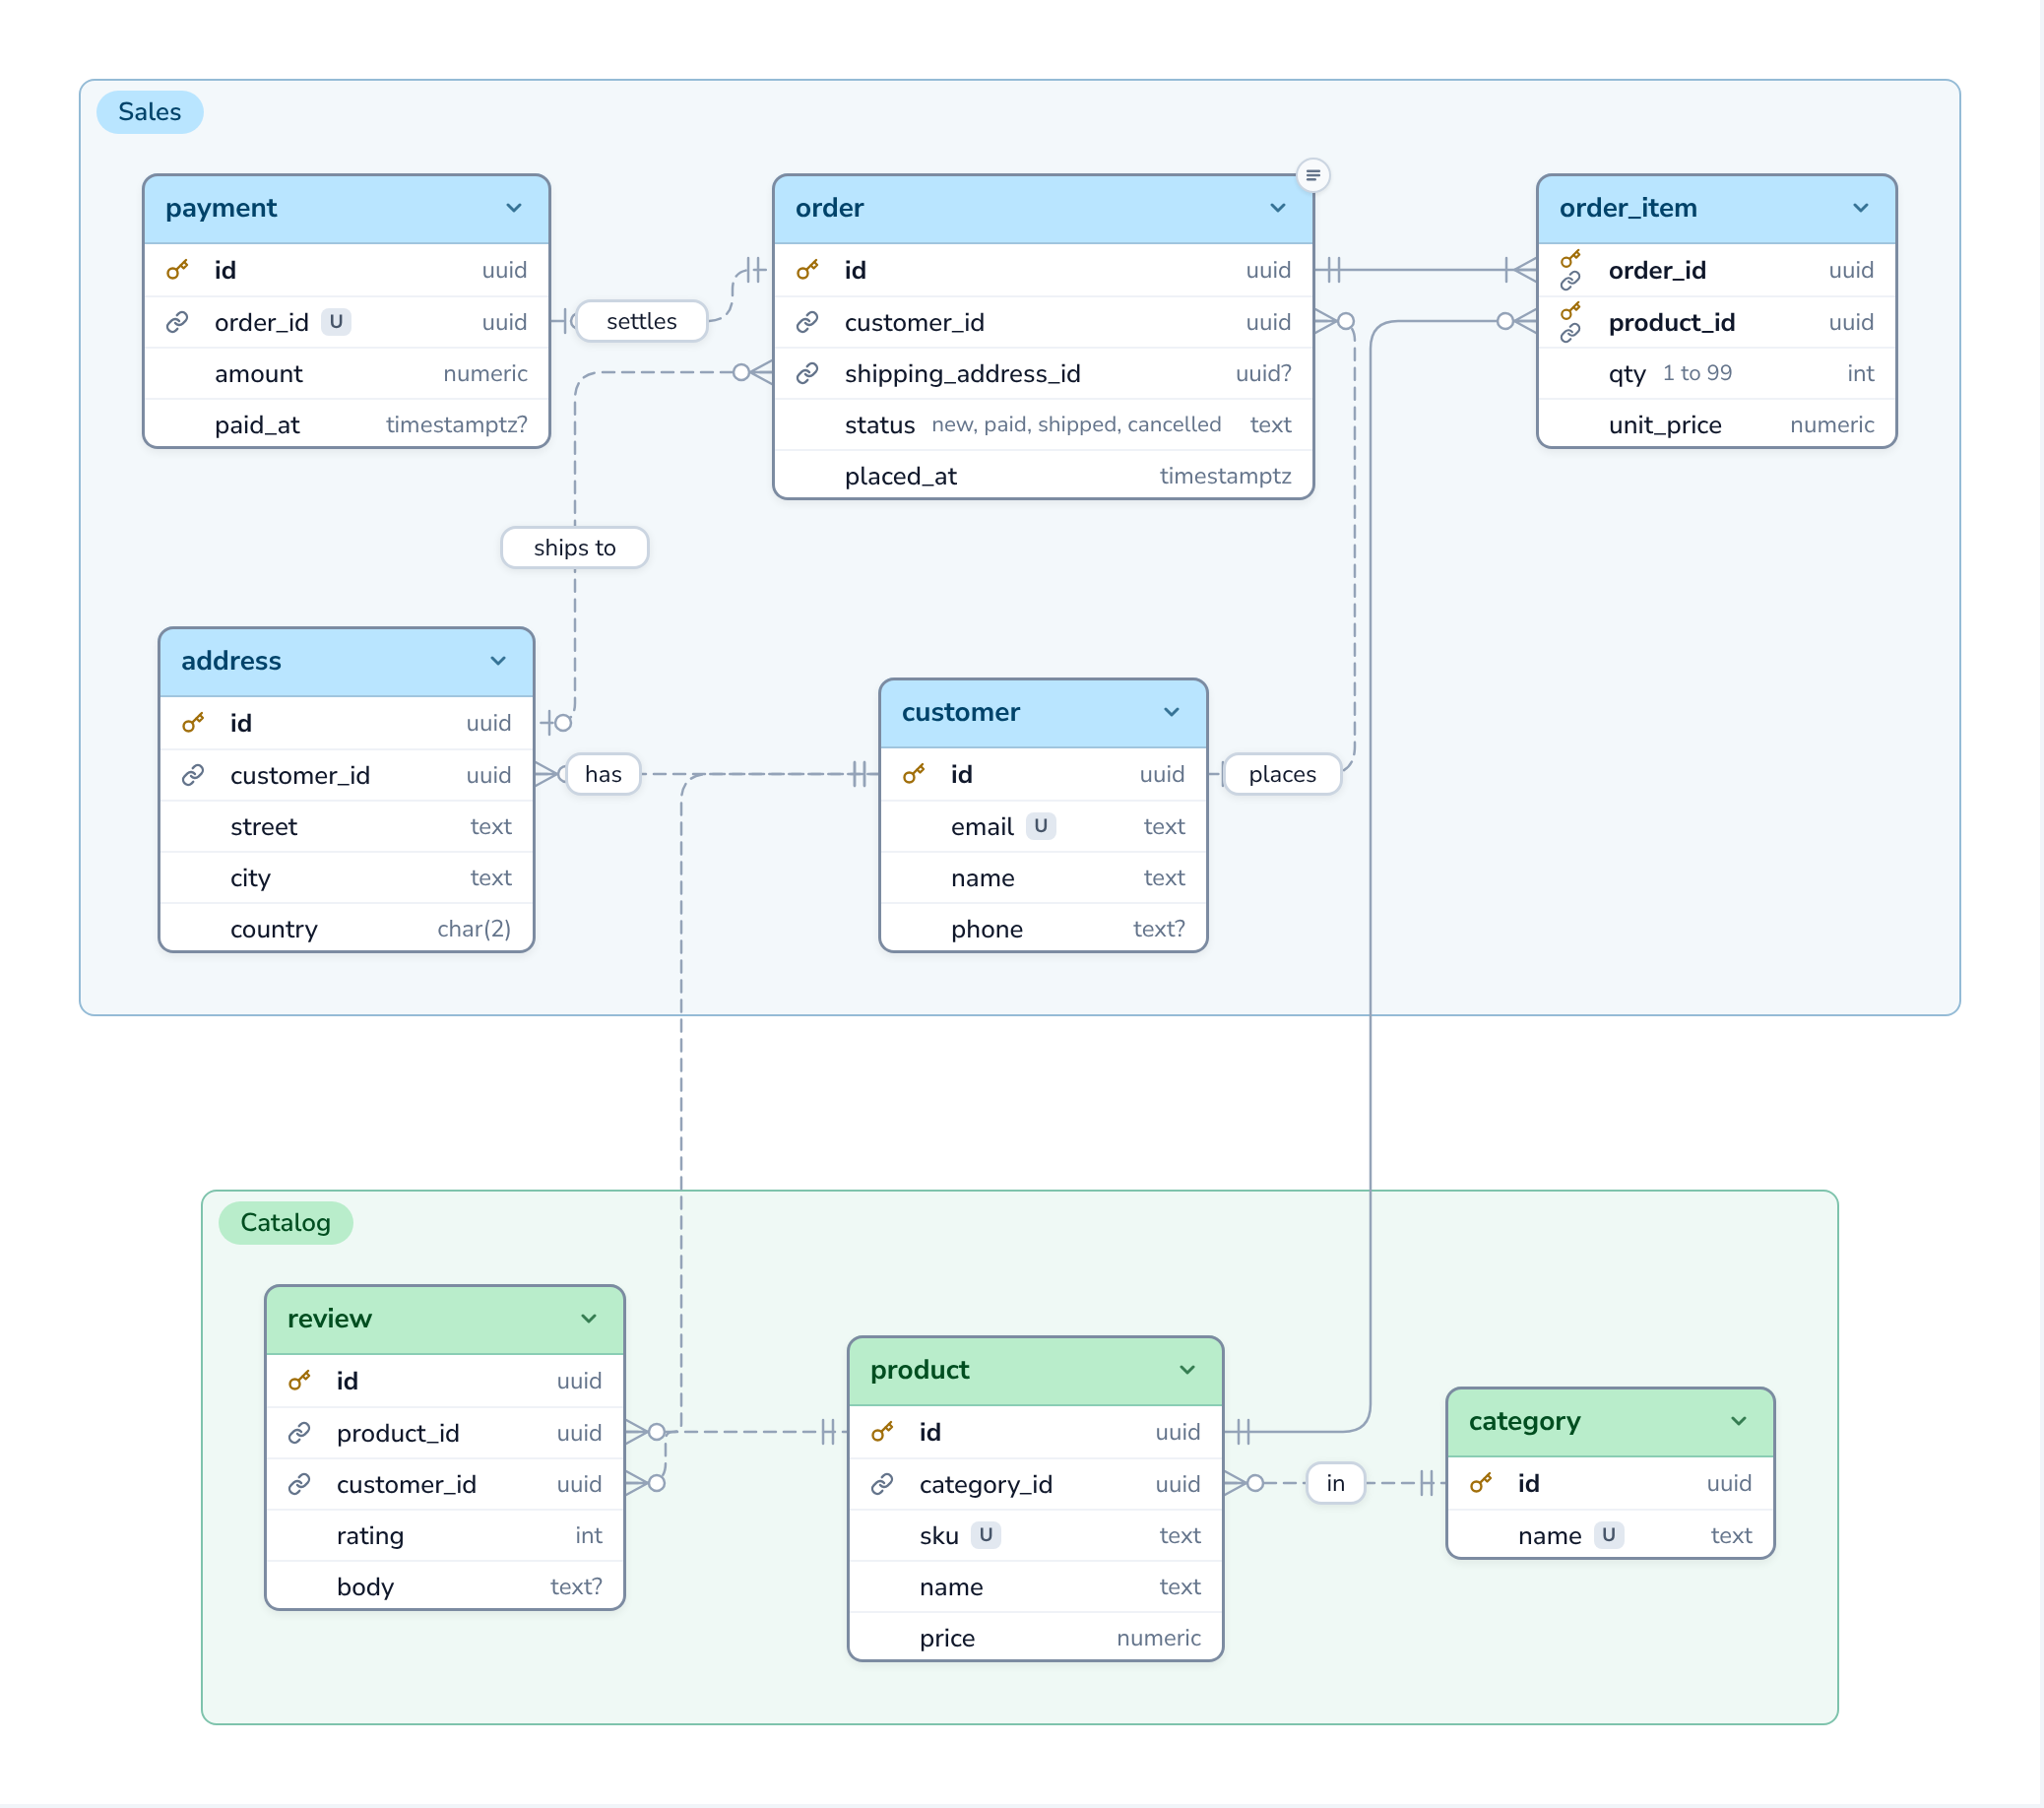 Sales
payment
id uuid
order_id U uuid
amount numeric
paid_at timestamptz?
settles
order
id uuid
customer_id uuid
shipping_address_id uuid?
status new, paid, shipped, cancelled text
placed_at timestamptz
order_item
order_id uuid
product_id uuid
qty 1 to 99 int
unit_price numeric
ships to
address
id uuid
customer_id uuid
street text
city text
country char(2)
has
customer
id uuid
email U text
name text
phone text?
places
Catalog
review
id uuid
product_id uuid
customer_id uuid
rating int
body text?
product
id uuid
category_id uuid
sku U text
name text
price numeric
in
category
id uuid
name U text